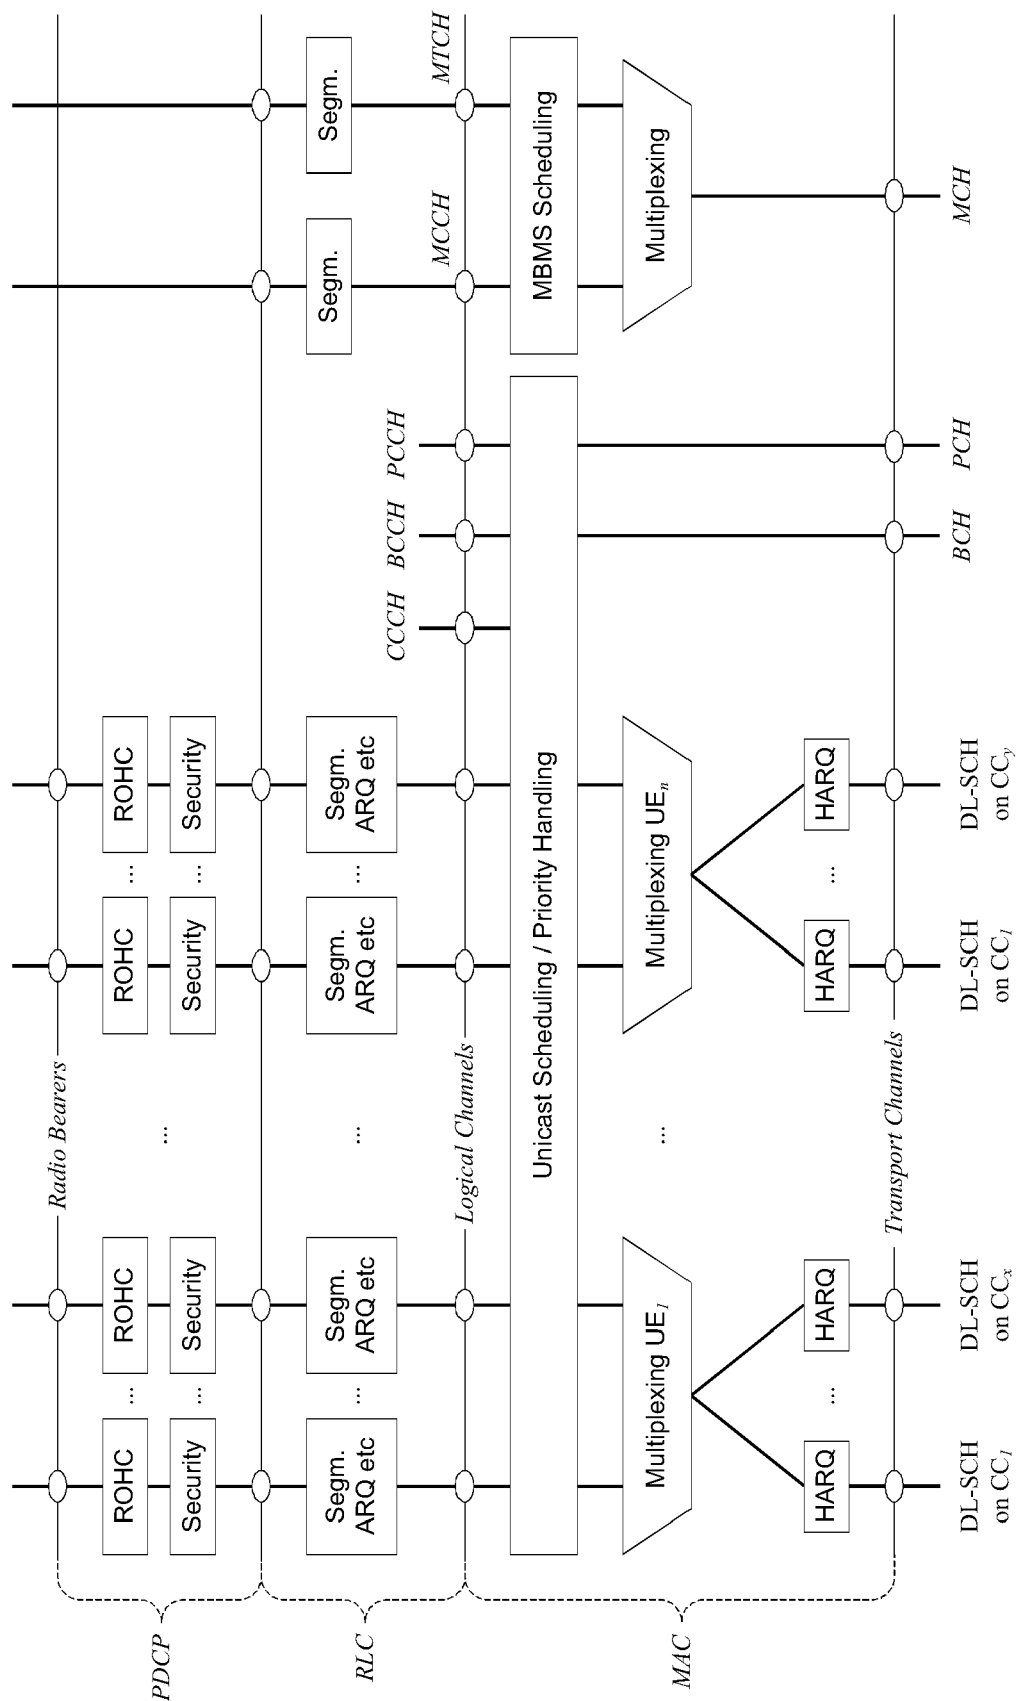 Radio Bearers
PDCP
ROHC
...
ROHC
ROHC
...
ROHC
Security
...
Security
...
Security
...
Security
RLC
Segm.
ARQ etc
...
Segm.
ARQ etc
...
Segm.
ARQ etc
...
Segm.
ARQ etc
Segm.
Segm.
CCCH
BCCH
PCCH
MCCH
MTCH
Logical Channels
MAC
Unicast Scheduling / Priority Handling
MBMS Scheduling
Multiplexing UE1
...
Multiplexing UEn
Multiplexing
HARQ
...
HARQ
HARQ
...
HARQ
Transport Channels
DL-SCH
on CC1
DL-SCH
on CCx
DL-SCH
on CC1
DL-SCH
on CCy
BCH
PCH
MCH